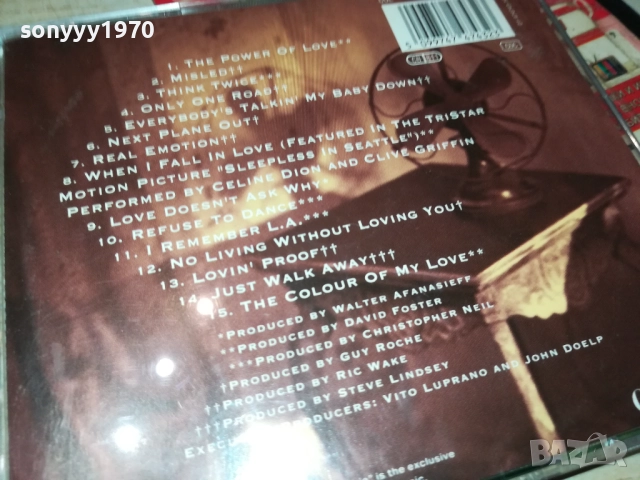 sonyyy1970
1. The Power Of Love**
2. Misled††
3. Think Twice***
4. Only One Road††
5. Everybody's Talkin' My Baby Down††
6. Next Plane Out†
7. Real Emotion††
8. When I Fall In Love (Featured In The TriStar
Motion Picture "Sleepless In Seattle")**
Performed by Celine Dion and Clive Griffin
9. Love Doesn't Ask Why
10. Refuse To Dance***
11. I Remember L.A.***
12. No Living Without Loving You†
13. Lovin' Proof††
14. Just Walk Away†††
15. The Colour Of My Love**
*Produced by Walter Afanasieff
**Produced by David Foster
***Produced by Christopher Neil
†Produced by Guy Roche
††Produced by Ric Wake
†††Produced by Steve Lindsey
Producers: Vito Luprano and John Doelp
" is the exclusive
BAZAR
bg